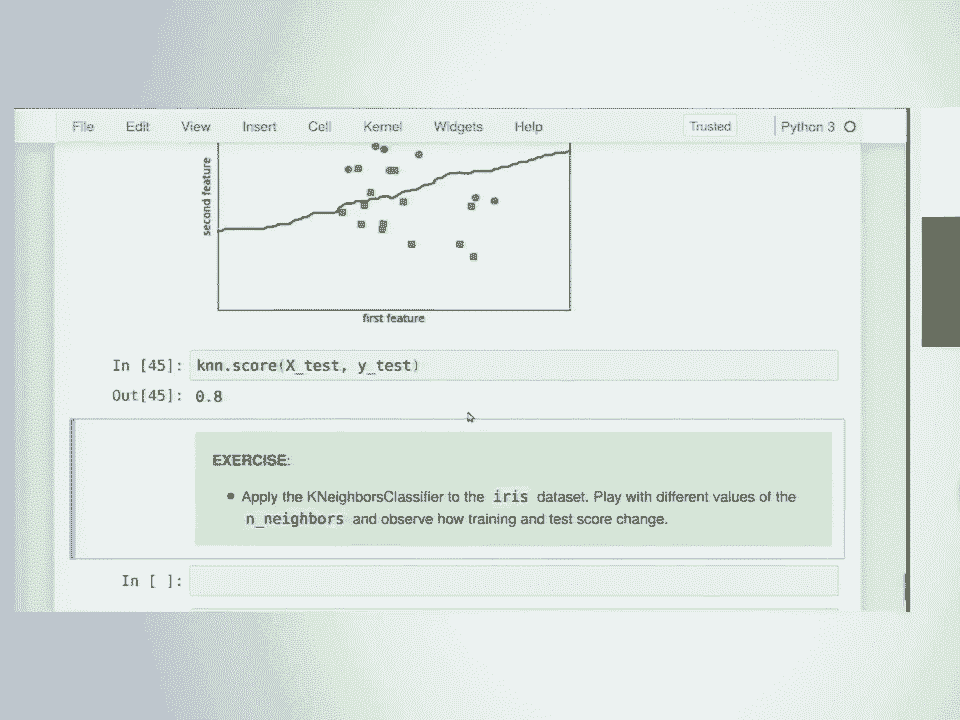 File Edit View Insert Cell Kernel Widgets Help Trusted Python 3
second feature
first feature
In [45]: knn.score(X_test, y_test)
Out[45]: 0.8
EXERCISE:
• Apply the KNeighborsClassifier to the iris dataset. Play with different values of the
n_neighbors and observe how training and test score change.
In [ ]: